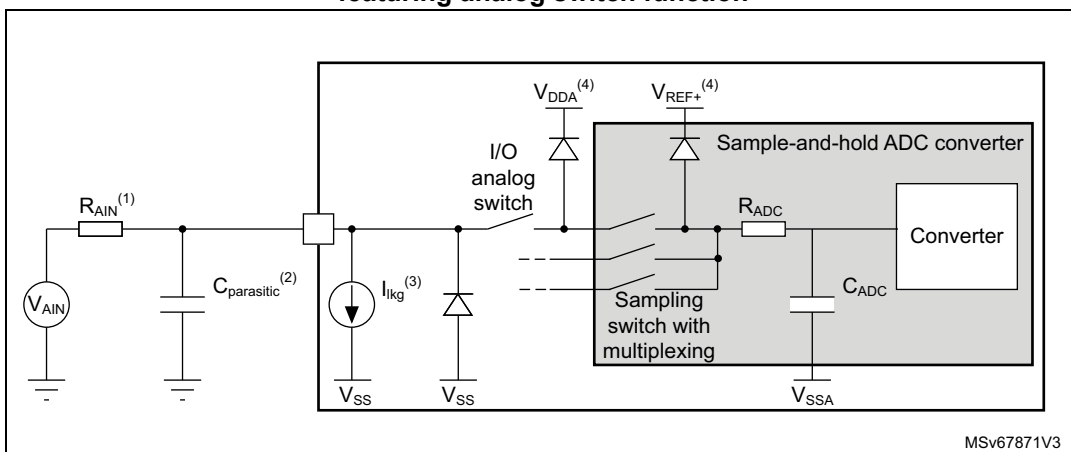 featuring analog switch function
V_DDA(4)
V_REF+(4)
Sample-and-hold ADC converter
I/O
analog
switch
R_AIN(1)
R_ADC
Converter
V_AIN
C_parasitic(2)
I_lkg(3)
Sampling
switch with
multiplexing
C_ADC
V_SS
V_SS
V_SSA
MSv67871V3